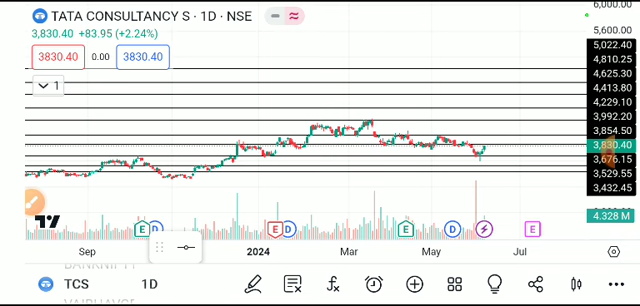 TATA CONSULTANCY S · 1D · NSE
3,830.40 +83.95 (+2.24%)
3830.40 0.00 3830.40
1
6,000.00
5,600.00
5,022.40
4,810.25
4,625.30
4,413.80
4,229.10
3,992.20
3,854.50
3,830.40
3,676.15
3,529.55
3,432.45
4.328 M
E D E D E D E
Sep 2024 Mar May Jul
TCS 1D